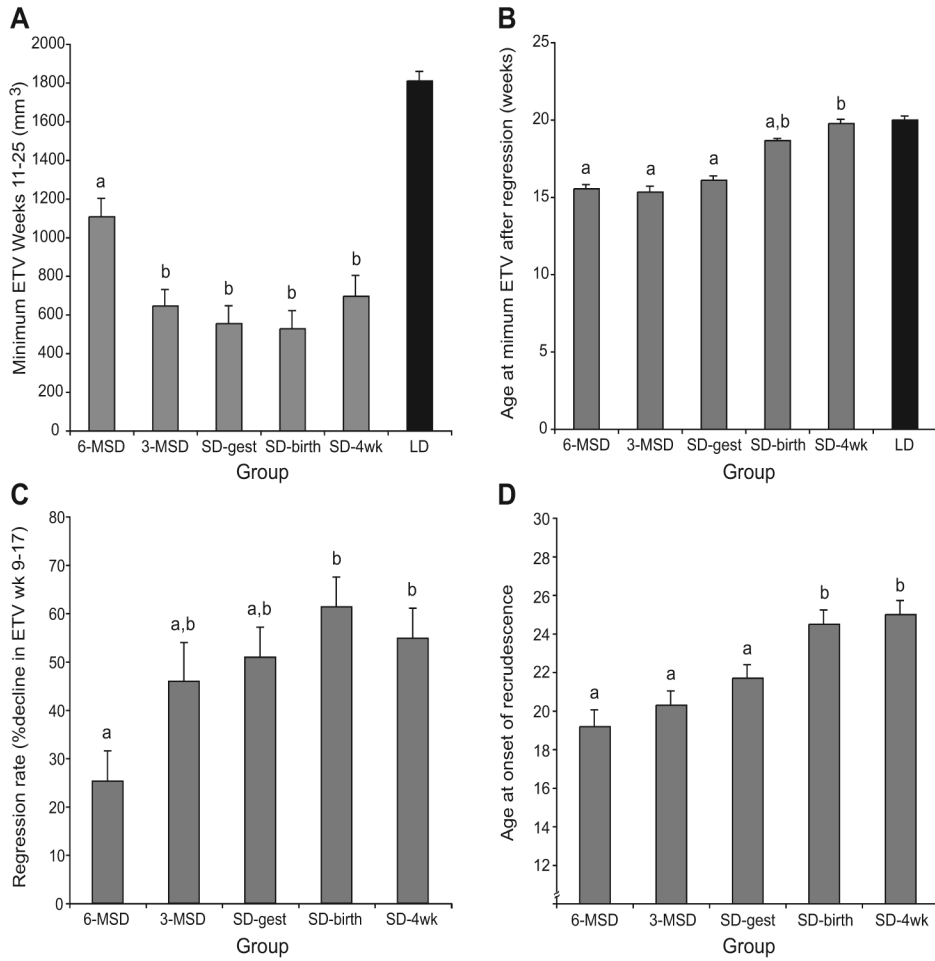 A
Minimum ETV Weeks 11-25 (mm³)
2000
1800
1600
1400
1200
1000
800
600
400
200
0
a
b
b
b
b
6-MSD 3-MSD SD-gest SD-birth SD-4wk LD
Group
B
Age at mimum ETV after regression (weeks)
25
20
15
10
5
0
a
a
a
a,b
b
6-MSD 3-MSD SD-gest SD-birth SD-4wk LD
Group
C
Regression rate (%decline in ETV wk 9-17)
80
70
60
50
40
30
20
10
0
a
a,b
a,b
b
b
6-MSD 3-MSD SD-gest SD-birth SD-4wk
Group
D
Age at onset of recrudescence
30
28
26
24
22
20
18
16
14
12
a
a
a
b
b
6-MSD 3-MSD SD-gest SD-birth SD-4wk
Group